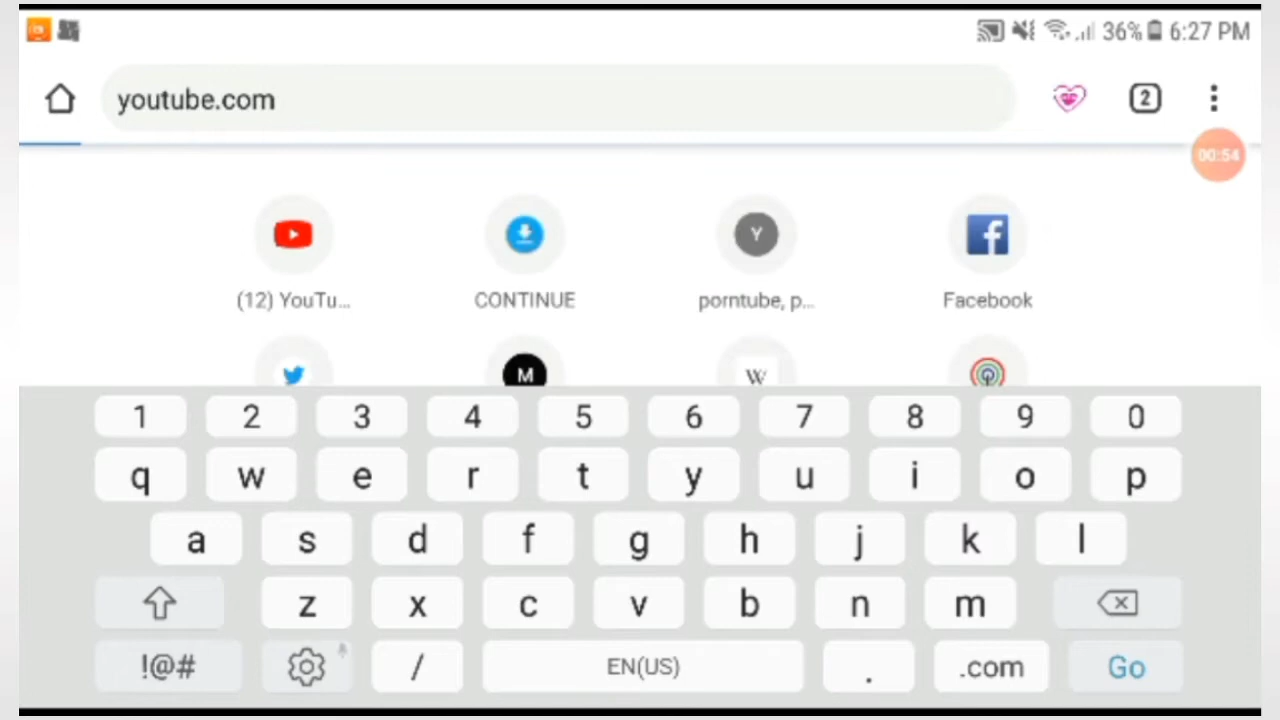 36% 6:27 PM
youtube.com
2
00:54
Y
(12) YouTu...
CONTINUE
porntube, p...
Facebook
M
W
1 2 3 4 5 6 7 8 9 0
q w e r t y u i o p
a s d f g h j k l
z x c v b n m
!@# / EN(US) . .com Go